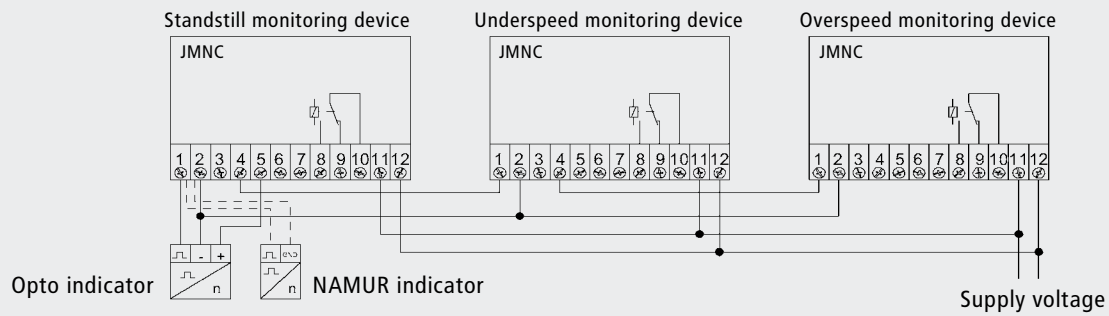 Standstill monitoring device Underspeed monitoring device Overspeed monitoring device
JMNC JMNC JMNC
1 2 3 4 5 6 7 8 9 10 11 12 1 2 3 4 5 6 7 8 9 10 11 12 1 2 3 4 5 6 7 8 9 10 11 12
- +
Opto indicator n n NAMUR indicator
Supply voltage